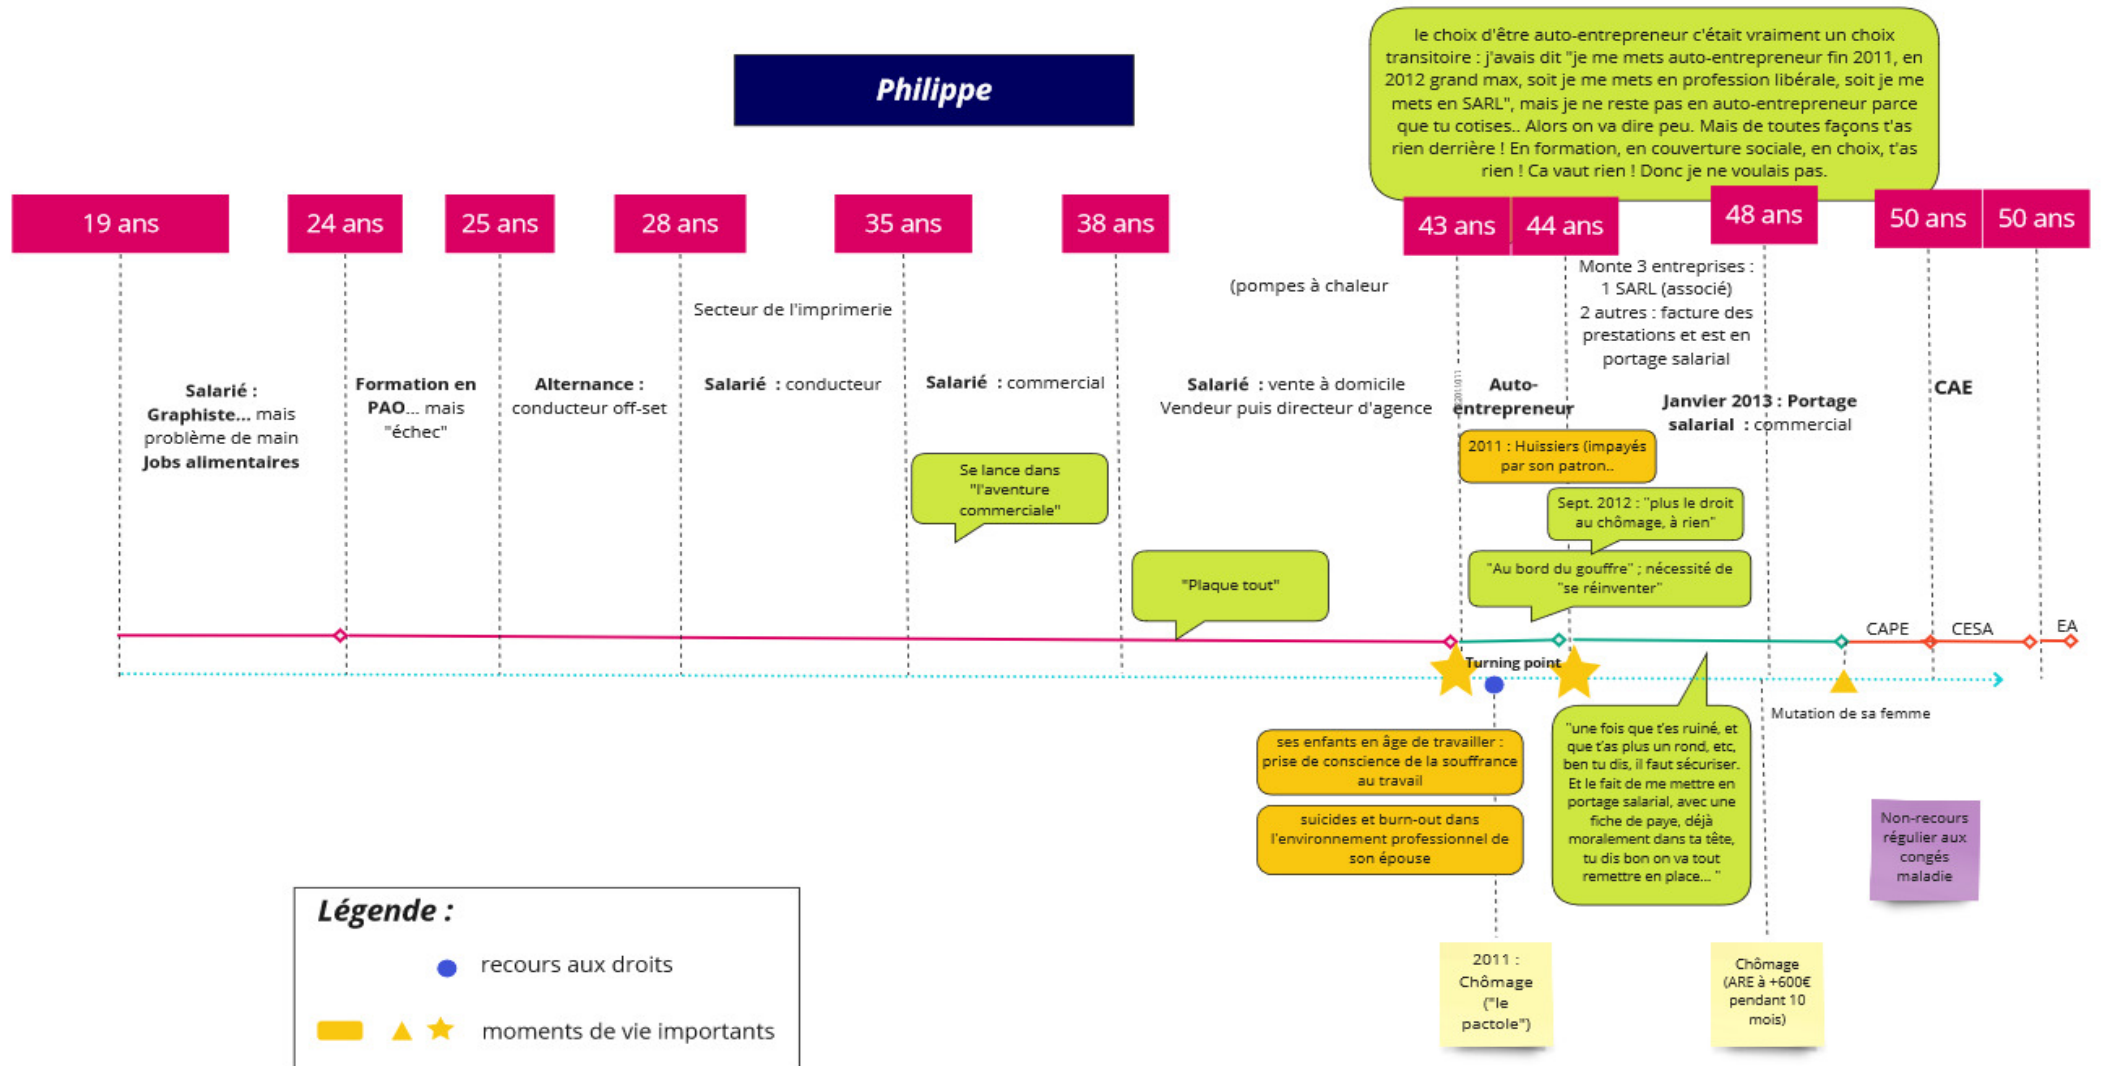 Philippe
le choix d'être auto-entrepreneur c'était vraiment un choix
transitoire : j'avais dit "je me mets auto-entrepreneur fin 2011, en
2012 grand max, soit je me mets en profession libérale, soit je me
mets en SARL", mais je ne reste pas en auto-entrepreneur parce
que tu cotises.. Alors on va dire peu. Mais de toutes façons t'as
rien derrière ! En formation, en couverture sociale, en choix, t'as
rien ! Ca vaut rien ! Donc je ne voulais pas.
19 ans
24 ans
25 ans
28 ans
35 ans
38 ans
43 ans
44 ans
48 ans
50 ans
50 ans
Salarié :
Graphiste... mais
problème de main
Jobs alimentaires
Formation en
PAO... mais
"échec"
Alternance :
conducteur off-set
Secteur de l'imprimerie
Salarié : conducteur
Salarié : commercial
Se lance dans
"l'aventure
commerciale"
(pompes à chaleur
Salarié : vente à domicile
Vendeur puis directeur d'agence
"Plaque tout"
Auto-
entrepreneur
2011 : Huissiers (impayés
par son patron..
Monte 3 entreprises :
1 SARL (associé)
2 autres : facture des
prestations et est en
portage salarial
Janvier 2013 : Portage
salarial : commercial
Sept. 2012 : "plus le droit
au chômage, à rien"
"Au bord du gouffre" ; nécessité de
"se réinventer"
CAE
CAPE
CESA
EA
Turning point
Mutation de sa femme
ses enfants en âge de travailler :
prise de conscience de la souffrance
au travail
suicides et burn-out dans
l'environnement professionnel de
son épouse
"une fois que t'es ruiné, et
que t'as plus un rond, etc,
ben tu dis, il faut sécuriser.
Et le fait de me mettre en
portage salarial, avec une
fiche de paye, déjà
moralement dans ta tête,
tu dis bon on va tout
remettre en place... "
Non-recours
régulier aux
congés
maladie
2011 :
Chômage
("le
pactole")
Chômage
(ARE à +600€
pendant 10
mois)
Légende :
recours aux droits
moments de vie importants